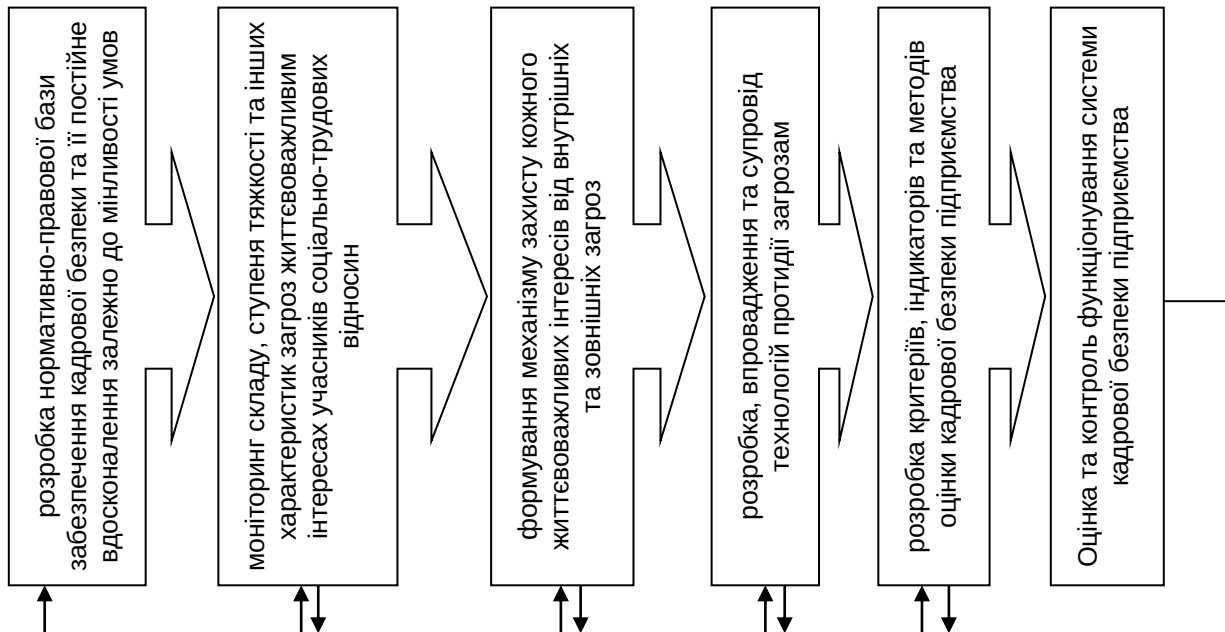 розробка нормативно-правової бази
забезпечення кадрової безпеки та її постійне
вдосконалення залежно до мінливості умов
моніторинг складу, ступеня тяжкості та інших
характеристик загроз життєвоважливим
інтересах учасників соціально-трудових
відносин
формування механізму захисту кожного
життєвоважливих інтересів від внутрішніх
та зовнішніх загроз
розробка, впровадження та супровід
технологій протидії загрозам
розробка критеріїв, індикаторів та методів
оцінки кадрової безпеки підприємства
Оцінка та контроль функціонування системи
кадрової безпеки підприємства